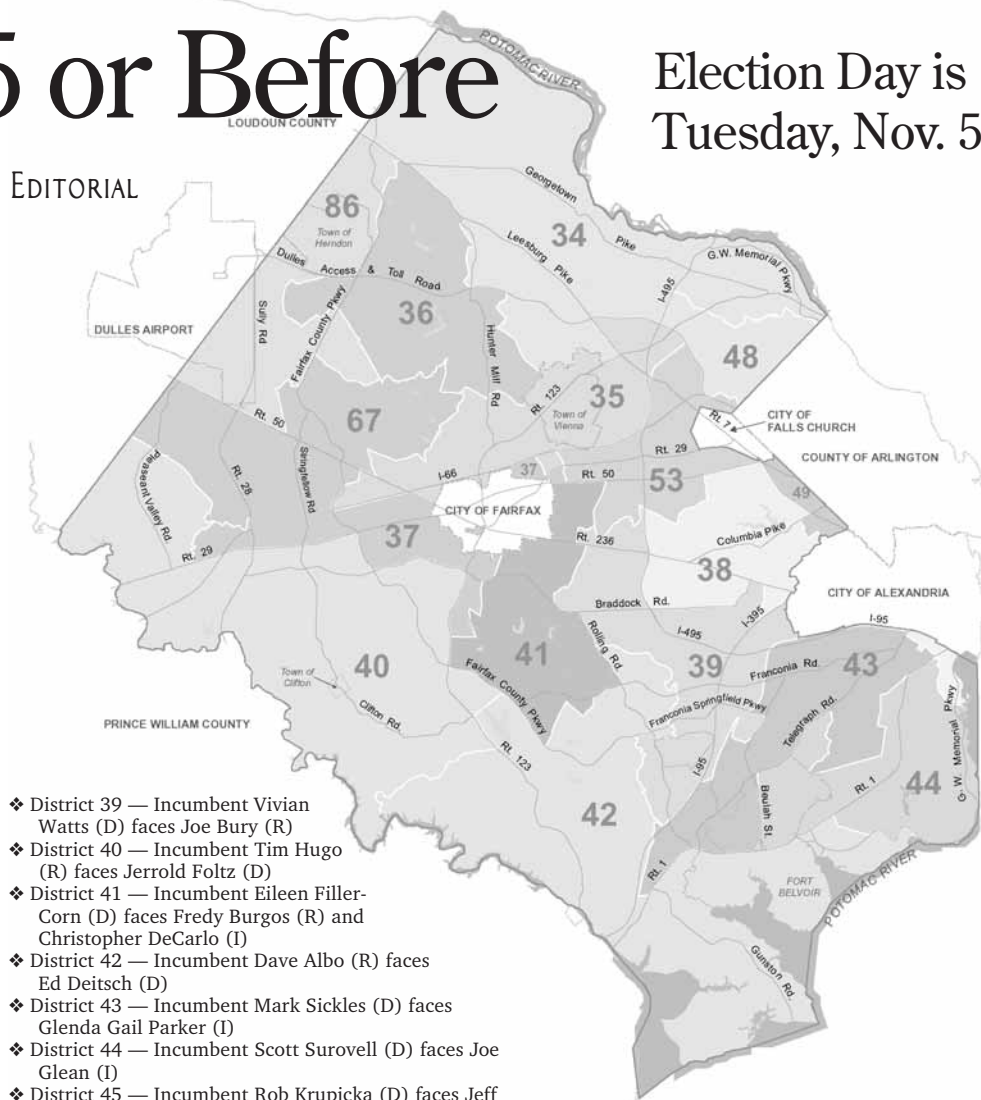 5 or Before
Election Day is
Tuesday, Nov. 5
EDITORIAL
POTOMAC RIVER
LOUDOUN COUNTY
86
Town of
Herndon
Georgetown
Pike
34
Leesburg Pike
G.W. Memorial Pkwy
I-495
Dulles Access & Toll Road
DULLES AIRPORT
Sully Rd
Fairfax County Pkwy
36
Hunter Mill Rd
48
35
Rt. 123
Town of
Vienna
Rt. 7
CITY OF
FALLS CHURCH
67
Rt. 50
Rt. 29
COUNTY OF ARLINGTON
Pleasant Valley Rd.
Rt. 28
Stringfellow Rd
I-66
37
Rt. 50
53
49
CITY OF FAIRFAX
37
Rt. 29
Rt. 236
Columbia Pike
38
CITY OF ALEXANDRIA
Braddock Rd.
I-395
I-95
I-495
Rolling Rd.
40
41
39
Franconia Rd.
43
Town of
Clifton
Fairfax County Pkwy
Franconia Springfield Pkwy
Telegraph Rd.
G. W. Memorial Pkwy
Clifton Rd.
PRINCE WILLIAM COUNTY
Rt. 123
I-95
Rt. 1
44
42
Beulah St.
Rt. 1
FORT
BELVOIR
POTOMAC RIVER
Gunston Rd.
❖ District 39 — Incumbent Vivian
Watts (D) faces Joe Bury (R)
❖ District 40 — Incumbent Tim Hugo
(R) faces Jerrold Foltz (D)
❖ District 41 — Incumbent Eileen Filler-
Corn (D) faces Fredy Burgos (R) and
Christopher DeCarlo (I)
❖ District 42 — Incumbent Dave Albo (R) faces
Ed Deitsch (D)
❖ District 43 — Incumbent Mark Sickles (D) faces
Glenda Gail Parker (I)
❖ District 44 — Incumbent Scott Surovell (D) faces Joe
Glean (I)
❖ District 45 — Incumbent Rob Krupicka (D) faces Jeff